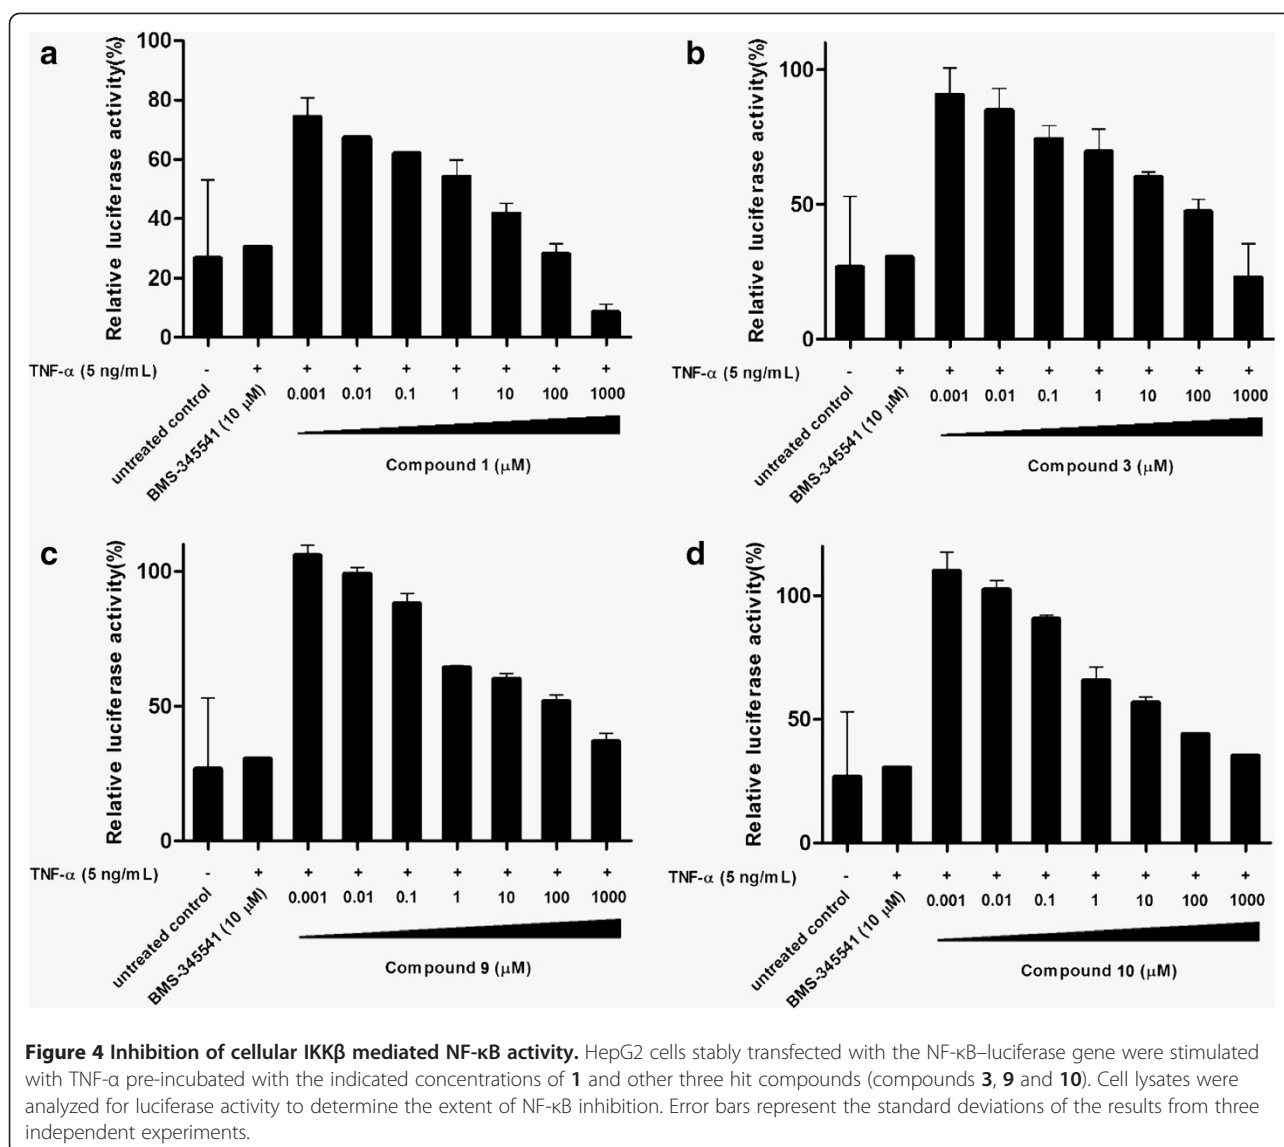 a
Relative luciferase activity(%)
100
80
60
40
20
0
TNF-α (5 ng/mL) - + + + + + + + +
untreated control
BMS-345541 (10 μM)
0.001 0.01 0.1 1 10 100 1000
Compound 1 (μM)
b
Relative luciferase activity(%)
100
50
0
TNF-α (5 ng/mL) - + + + + + + + +
untreated control
BMS-345541 (10 μM)
0.001 0.01 0.1 1 10 100 1000
Compound 3 (μM)
c
Relative luciferase activity(%)
100
50
0
TNF-α (5 ng/mL) - + + + + + + + +
untreated control
BMS-345541 (10 μM)
0.001 0.01 0.1 1 10 100 1000
Compound 9 (μM)
d
Relative luciferase activity(%)
100
50
0
TNF-α (5 ng/mL) - + + + + + + + +
untreated control
BMS-345541 (10 μM)
0.001 0.01 0.1 1 10 100 1000
Compound 10 (μM)
Figure 4 Inhibition of cellular IKKβ mediated NF-κB activity. HepG2 cells stably transfected with the NF-κB–luciferase gene were stimulated
with TNF-α pre-incubated with the indicated concentrations of 1 and other three hit compounds (compounds 3, 9 and 10). Cell lysates were
analyzed for luciferase activity to determine the extent of NF-κB inhibition. Error bars represent the standard deviations of the results from three
independent experiments.